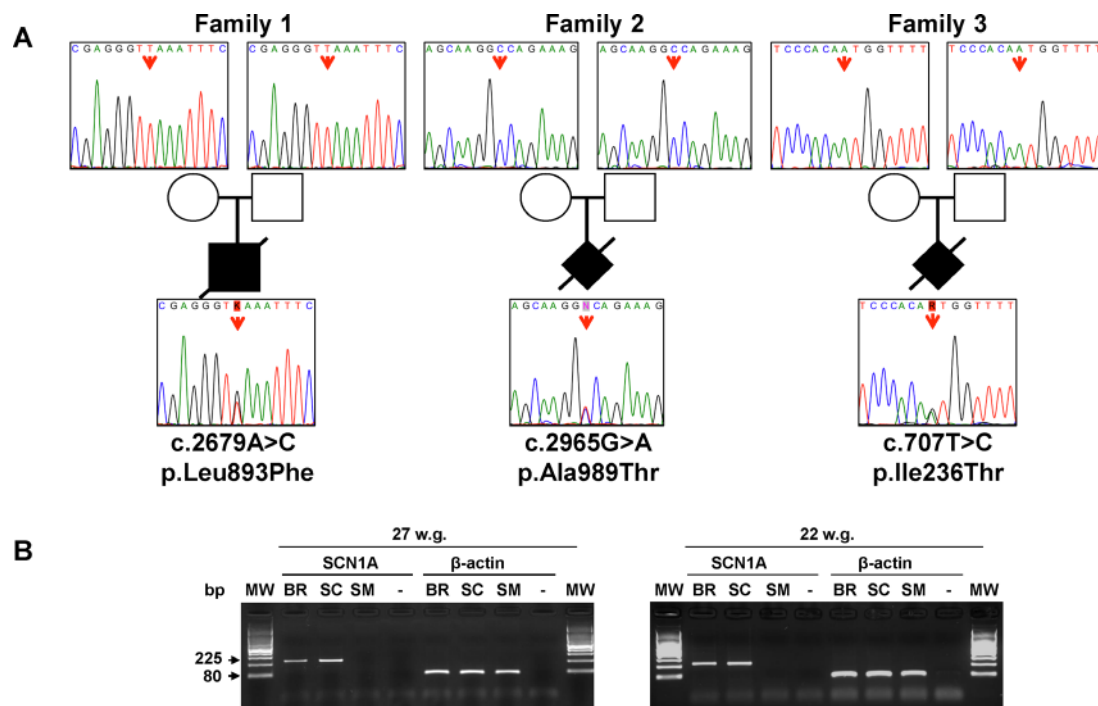 A
Family 1
Family 2
Family 3
CGAGGGTTAAATTTC
CGAGGGTTAAATTTC
AGCAAGGCCAGAAAG
AGCAAGGCCAGAAAG
TCCCACAATGGTTTT
TCCCACAATGGTTTT
CGAGGGTKAAATTTC
AGCAAGGNCAGAAAG
TCCCACARTGGTTTT
c.2679A>C
p.Leu893Phe
c.2965G>A
p.Ala989Thr
c.707T>C
p.Ile236Thr
B
27 w.g.
22 w.g.
SCN1A β-actin
SCN1A β-actin
bp MW BR SC SM - BR SC SM - MW
MW BR SC SM - BR SC SM - MW
225
80